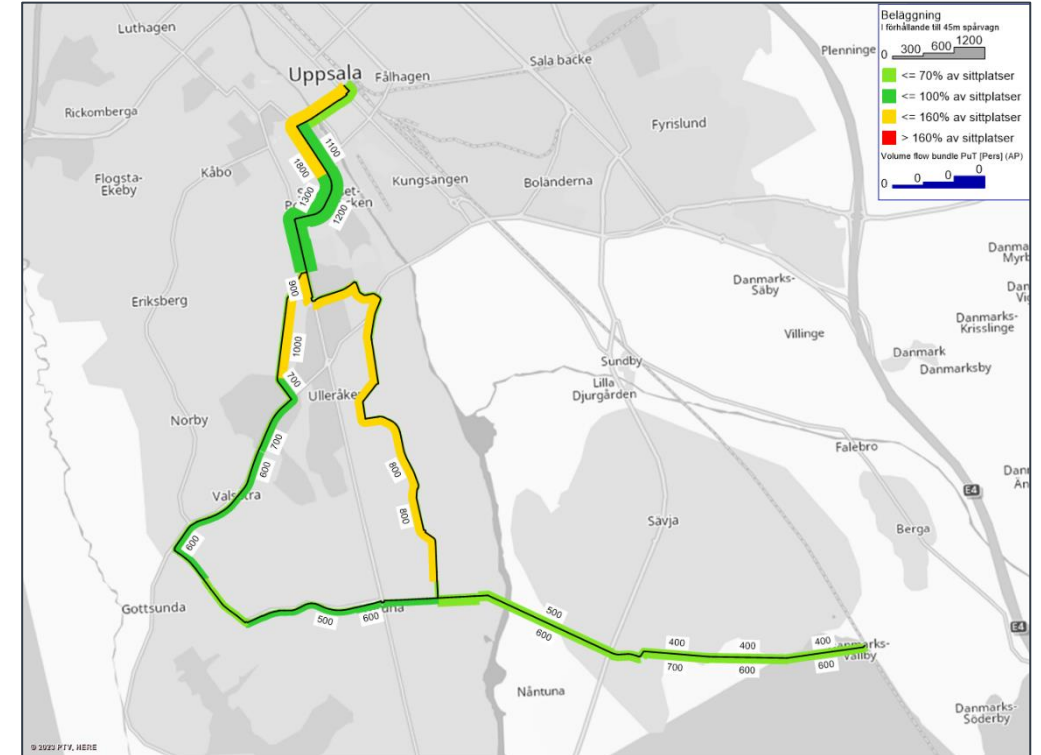 Luthagen
Uppsala
Fålhagen
Sala backe
Plenninge
Rickomberga
Fyrislund
Flogsta-
Ekeby
Kåbo
Kungsängen
Bolanderna
1100
1800
1300
1200
Eriksberg
900
1000
700
Ulleråker
Danmarks-
Säby
Villinge
Danmarks-
Krisslinge
Danmark
Danmarksby
Sundby
Lilla
Djurgården
Norby
700
600
800
800
Falebro
E4
Berga
Sävja
600
Gottsunda
500
600
500
600
400
400
400
700
600
600
E4
Nåntuna
Danmarks-
Söderby
© 2023 PTV, HERE
Beläggning
I förhållande till 45m spårvagn
0 300 600 1200
<= 70% av sittplatser
<= 100% av sittplatser
<= 160% av sittplatser
> 160% av sittplatser
Volume flow bundle PuT [Pers] (AP)
0 0 0 0